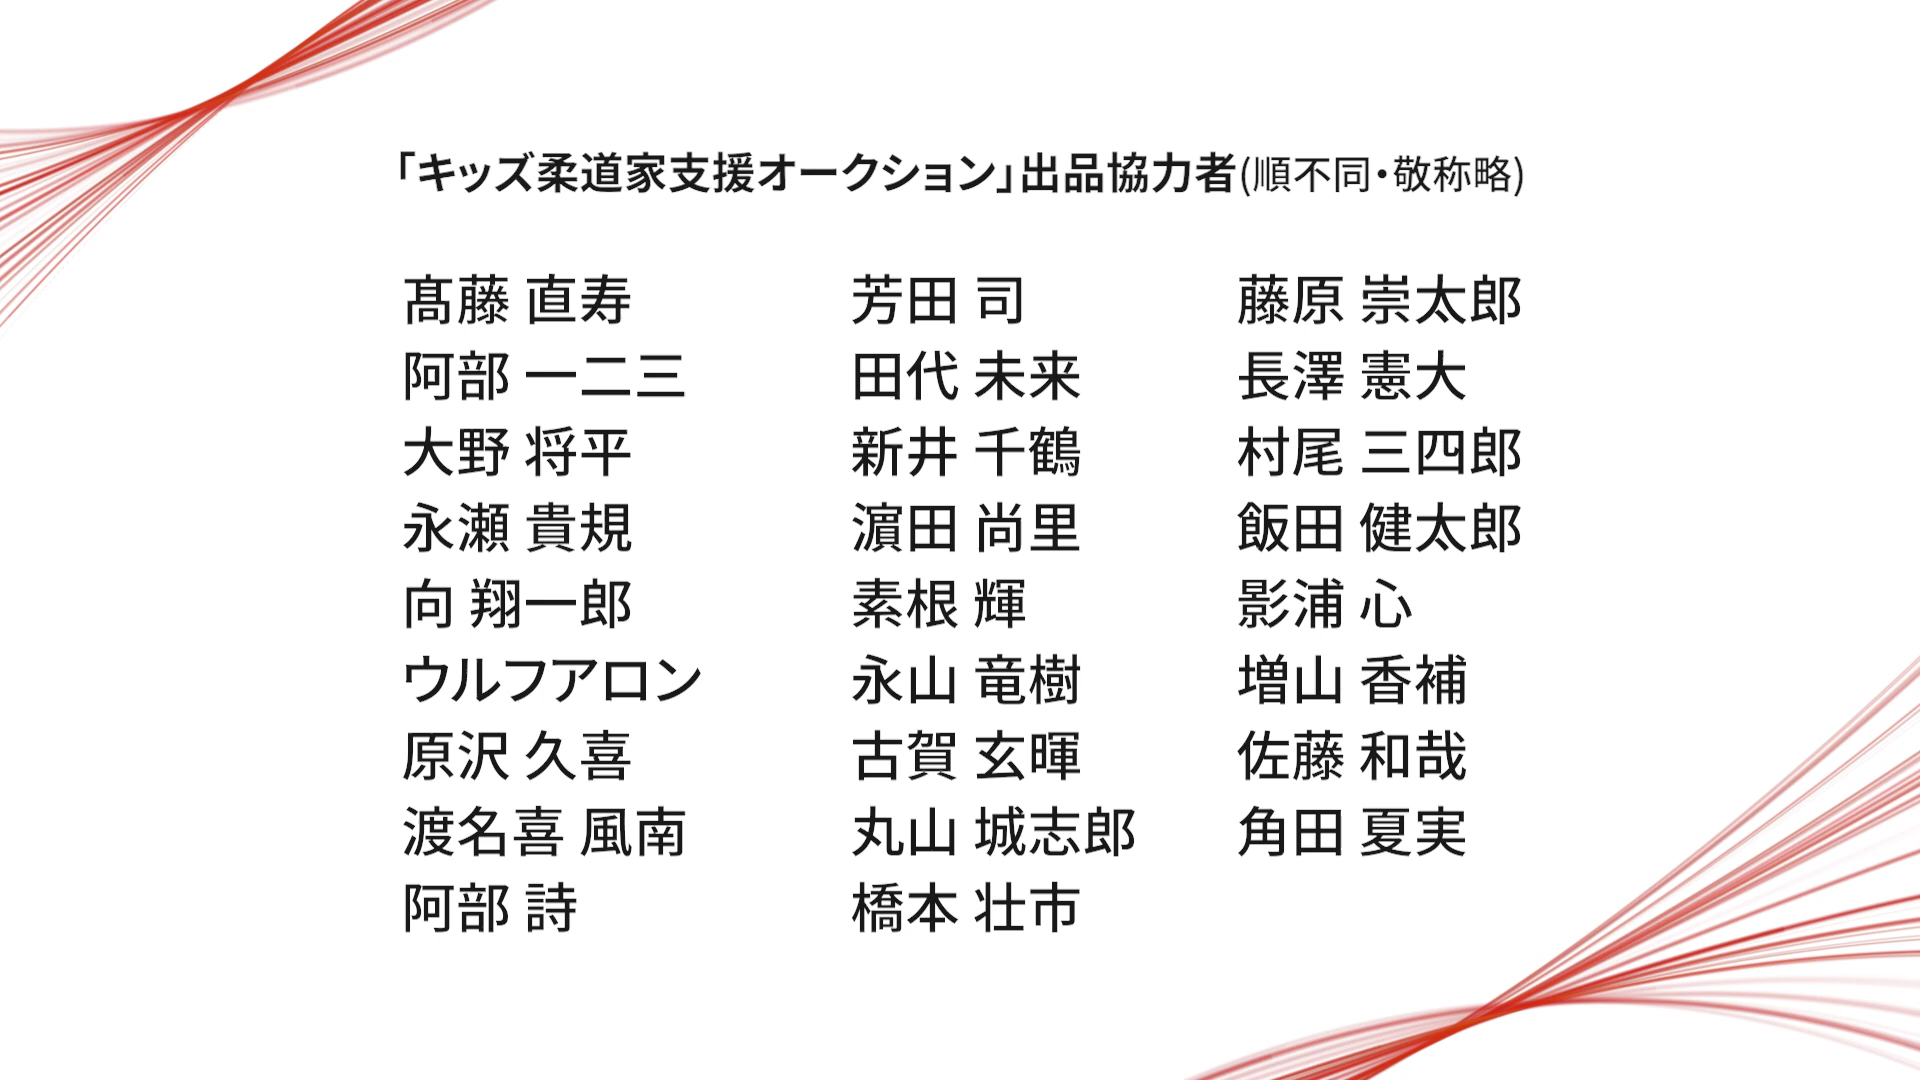 「キッズ柔道家支援オークション」出品協力者(順不同・敬称略)
髙藤 直寿
阿部 一二三
大野 将平
永瀬 貴規
向 翔一郎
ウルフアロン
原沢 久喜
渡名喜 風南
阿部 詩
芳田 司
田代 未来
新井 千鶴
濵田 尚里
素根 輝
永山 竜樹
古賀 玄暉
丸山 城志郎
橋本 壮市
藤原 崇太郎
長澤 憲大
村尾 三四郎
飯田 健太郎
影浦 心
増山 香補
佐藤 和哉
角田 夏実